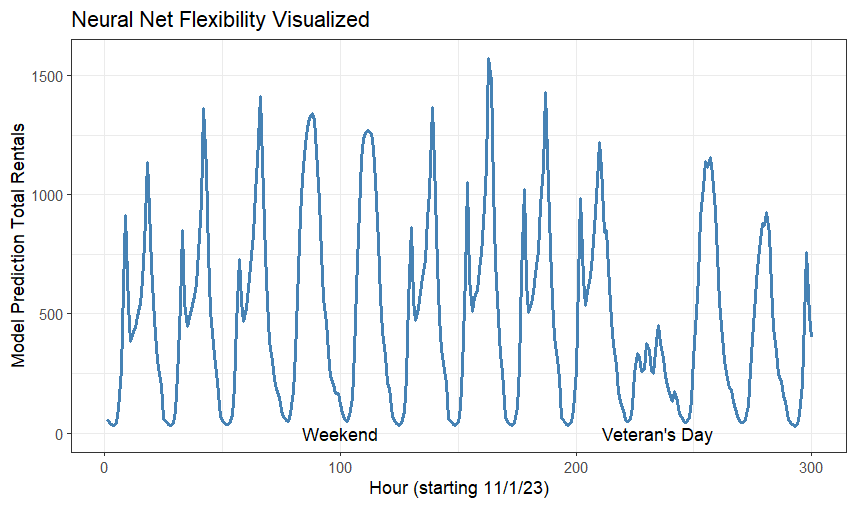 Neural Net Flexibility Visualized
Model Prediction Total Rentals
1500
1000
500
0
Weekend
Veteran's Day
0
100
200
300
Hour (starting 11/1/23)